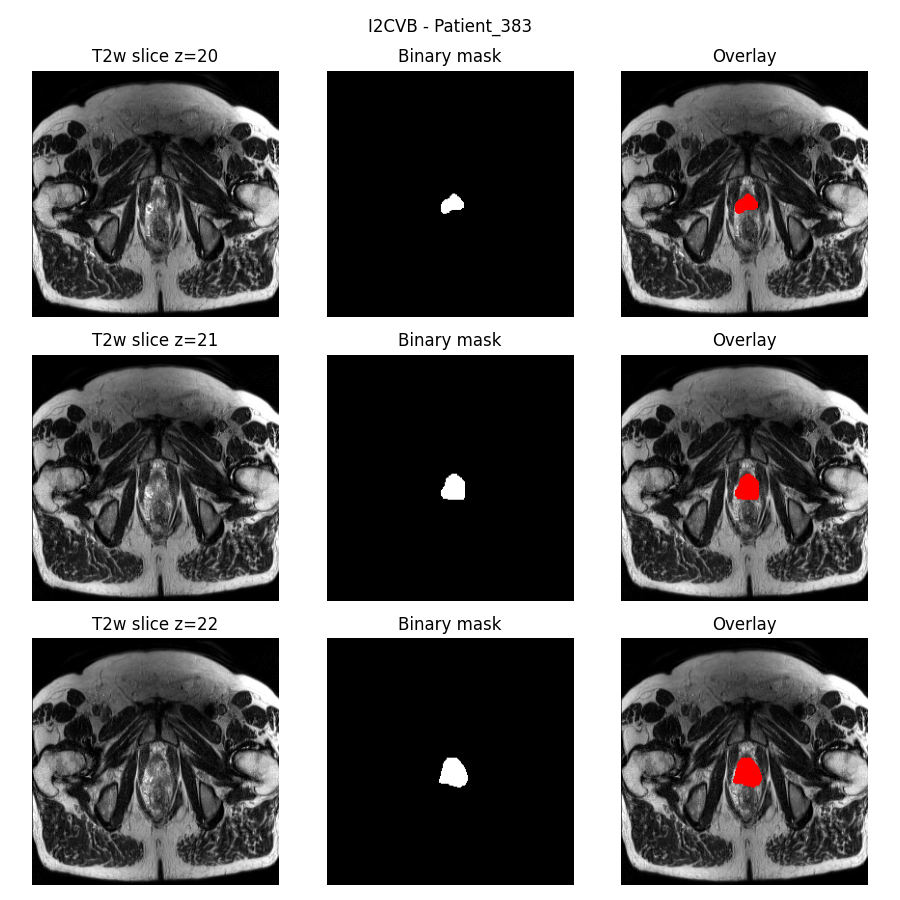 I2CVB - Patient_383
T2w slice z=20
Binary mask
Overlay
T2w slice z=21
Binary mask
Overlay
T2w slice z=22
Binary mask
Overlay